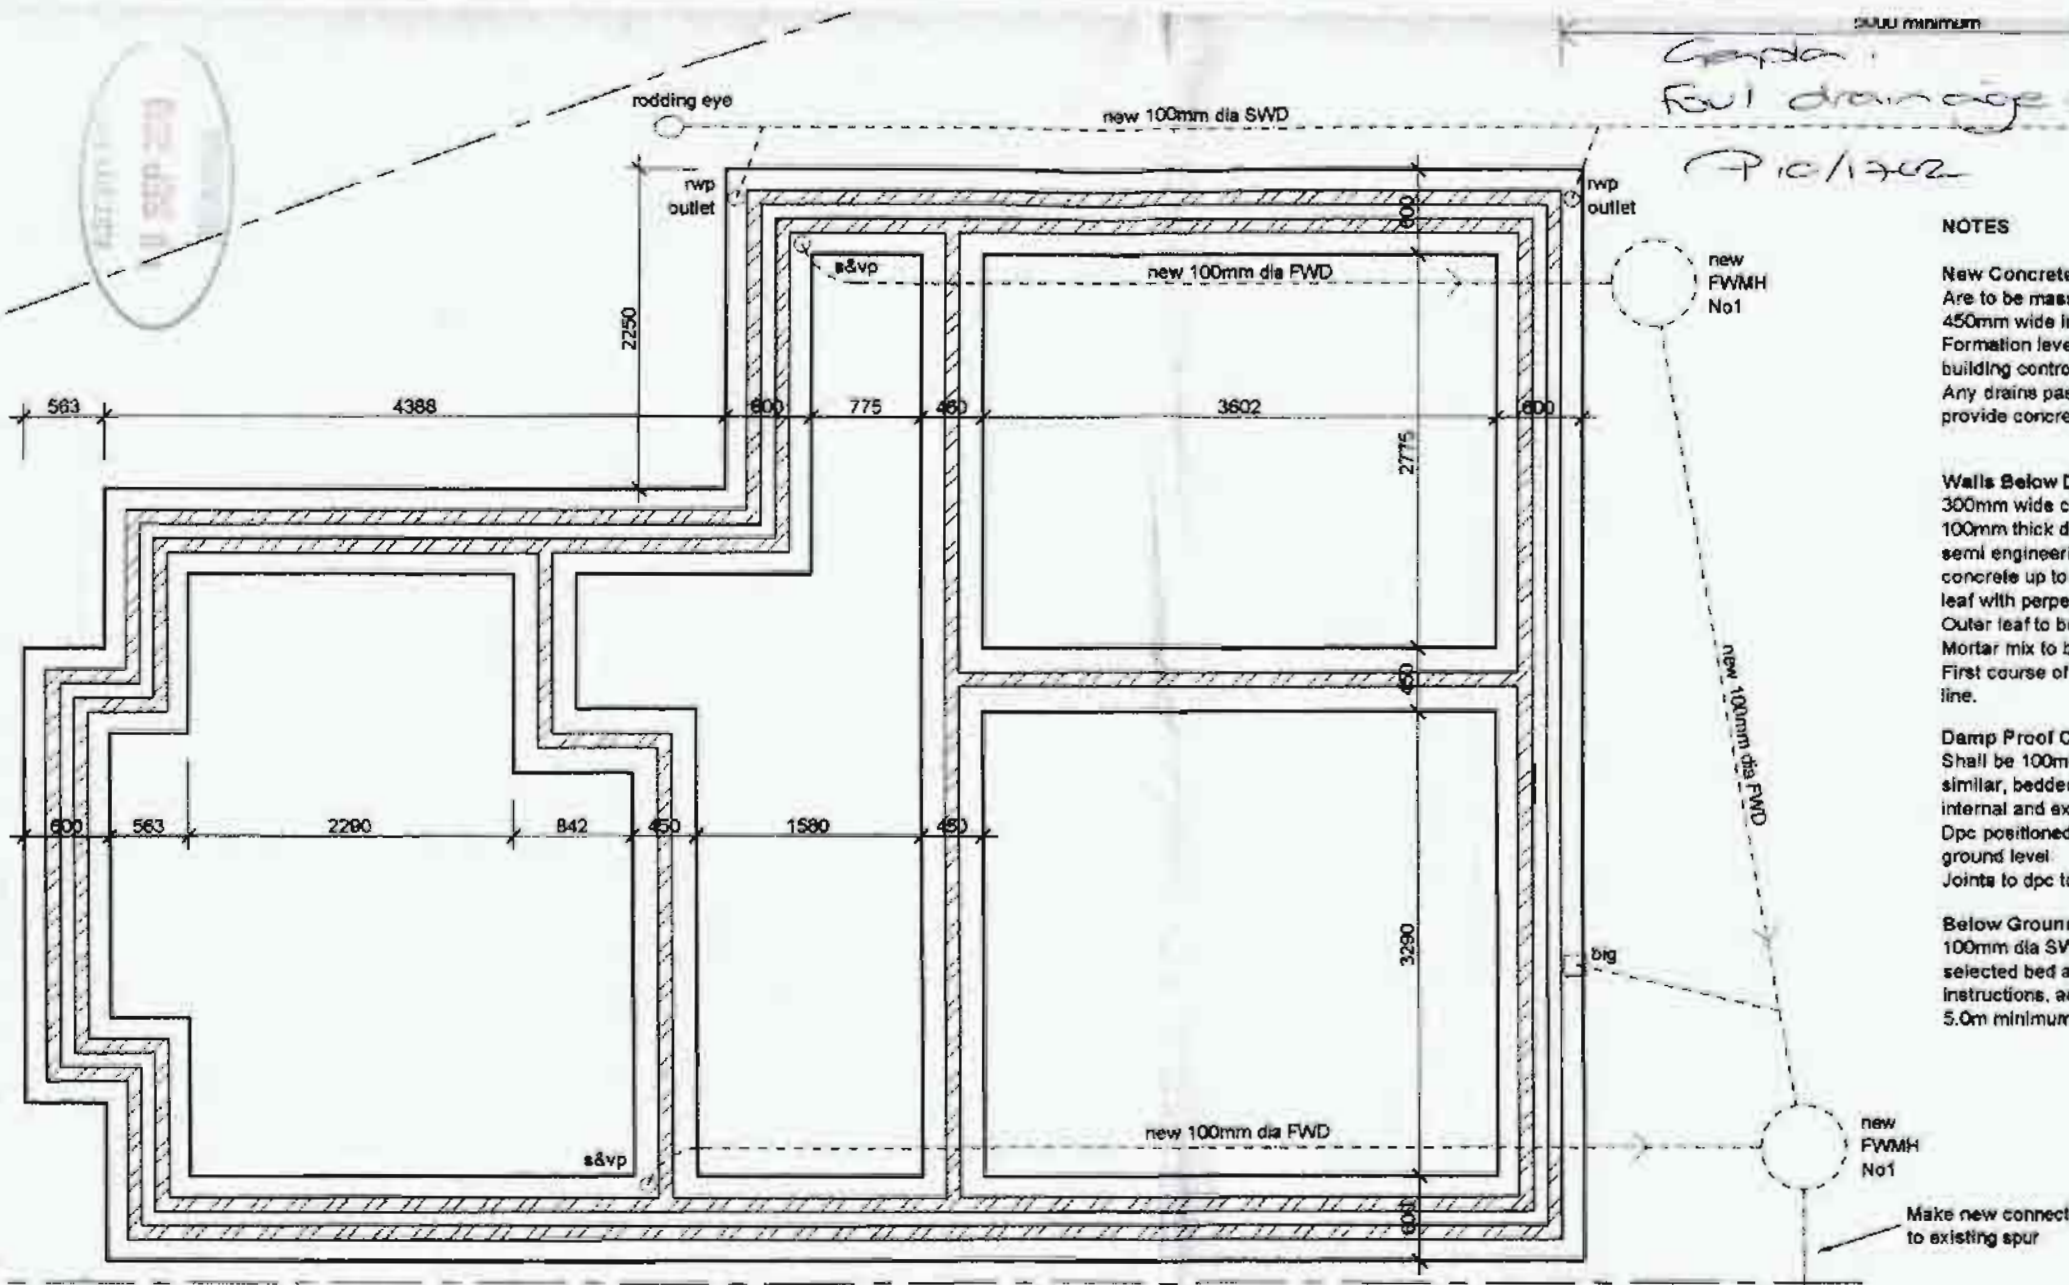 5000 minimum
Foul drainage
rodding eye
new 100mm dia SWD
rwp
outlet
rwp
outlet
s&vp
new 100mm dia FWD
new
FWMH
No1
2250
600
563
4388
600
775
450
3602
600
2775
450
new 100mm dia FWD
600
563
2290
842
450
1580
450
3290
big
s&vp
new 100mm dia FWD
600
new
FWMH
No1
Make new connect
to existing spur
NOTES
New Concrete
Are to be mass
450mm wide i
Formation leve
building contro
Any drains pas
provide concre
Walls Below D
300mm wide c
100mm thick d
semi engineer
concrete up to
leaf with perpe
Outer leaf to b
Mortar mix to b
First course of
line.
Damp Proof C
Shall be 100m
similar, bedde
internal and ex
Dpc positioned
ground level
Joints to dpc t
Below Groun
100mm dia SV
selected bed a
instructions, a
5.0m minimum